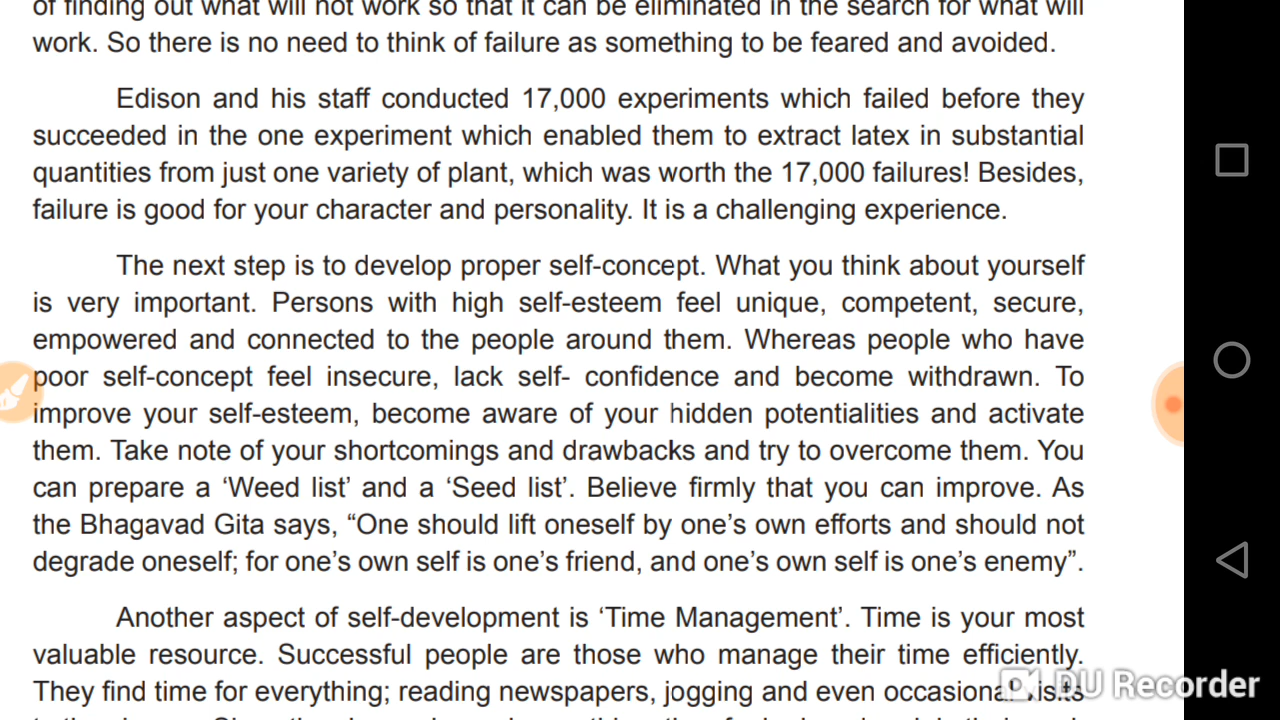 of finding out what will not work so that it can be eliminated in the search for what will
work. So there is no need to think of failure as something to be feared and avoided.
Edison and his staff conducted 17,000 experiments which failed before they
succeeded in the one experiment which enabled them to extract latex in substantial
quantities from just one variety of plant, which was worth the 17,000 failures! Besides,
failure is good for your character and personality. It is a challenging experience.
The next step is to develop proper self-concept. What you think about yourself
is very important. Persons with high self-esteem feel unique, competent, secure,
empowered and connected to the people around them. Whereas people who have
poor self-concept feel insecure, lack self- confidence and become withdrawn. To
improve your self-esteem, become aware of your hidden potentialities and activate
them. Take note of your shortcomings and drawbacks and try to overcome them. You
can prepare a ‘Weed list’ and a ‘Seed list’. Believe firmly that you can improve. As
the Bhagavad Gita says, “One should lift oneself by one’s own efforts and should not
degrade oneself; for one’s own self is one’s friend, and one’s own self is one’s enemy”.
Another aspect of self-development is ‘Time Management’. Time is your most
valuable resource. Successful people are those who manage their time efficiently.
They find time for everything; reading newspapers, jogging and even occasional visits
DU Recorder